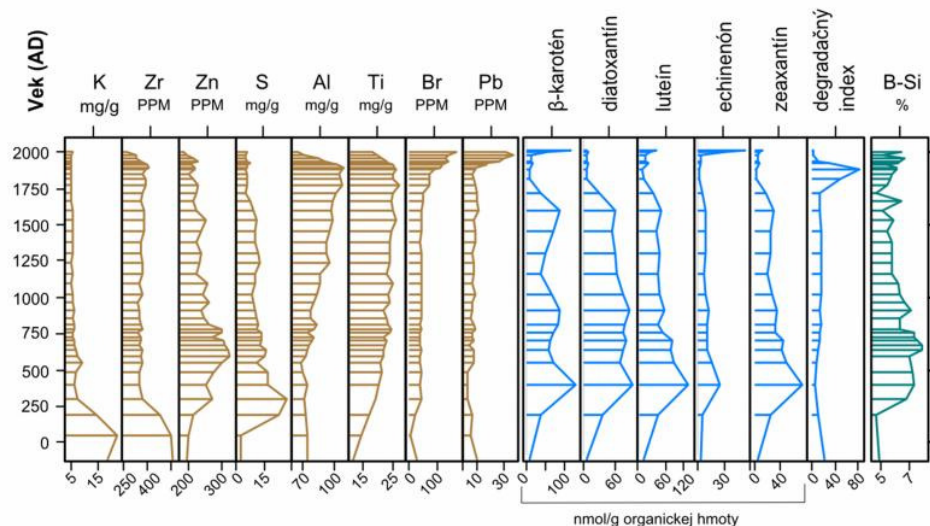 Vek (AD)
K
mg/g
Zr
PPM
Zn
PPM
S
mg/g
Al
mg/g
Ti
mg/g
Br
PPM
Pb
PPM
β-karotén
diatoxantín
luteín
echinenón
zeaxantín
degradačný
index
B-Si
%
2000
1750
1500
1250
1000
750
500
250
0
5 15
250 400
200 300
0 15
70 100
15 25
0 100
10 30
0 100
0 60
0 60 120
0 30
0 40
0 40 80
5 7
nmol/g organickej hmoty